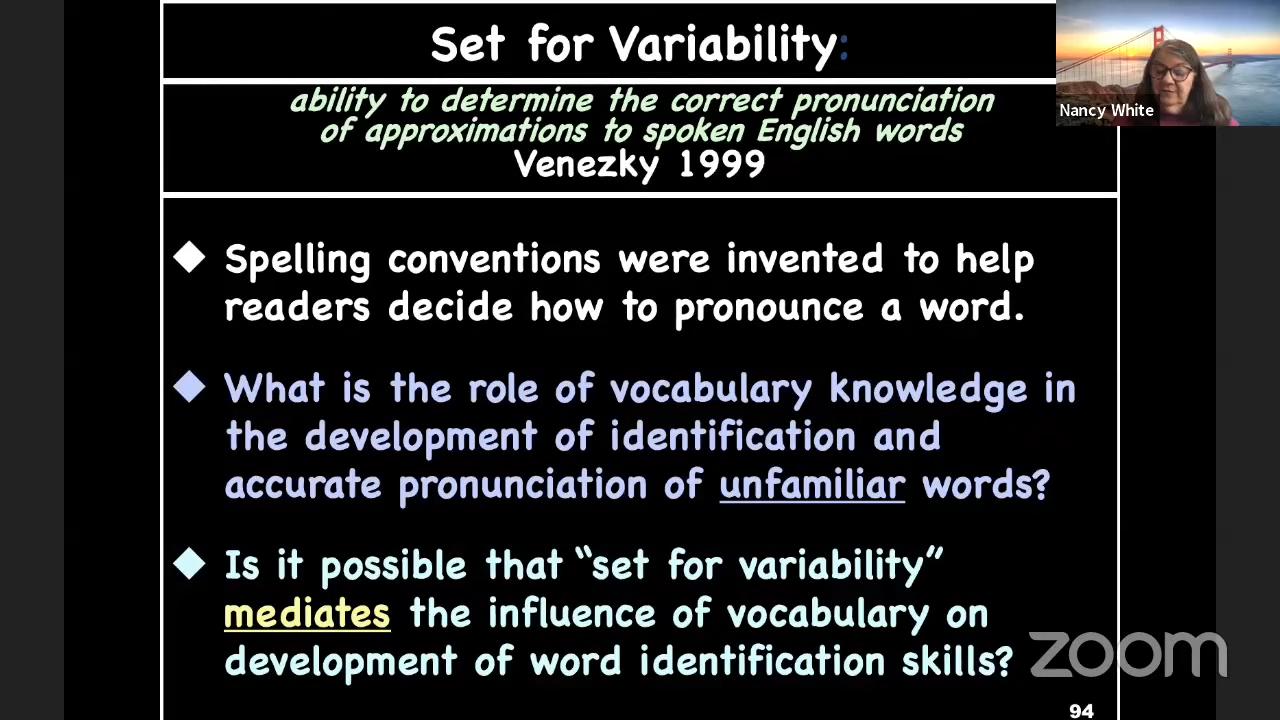 Set for Variability:
ability to determine the correct pronunciation
of approximations to spoken English words
Venezky 1999
Nancy White
Spelling conventions were invented to help
readers decide how to pronounce a word.
What is the role of vocabulary knowledge in
the development of identification and
accurate pronunciation of unfamiliar words?
Is it possible that “set for variability”
mediates the influence of vocabulary on
development of word identification skills?
zoom
94